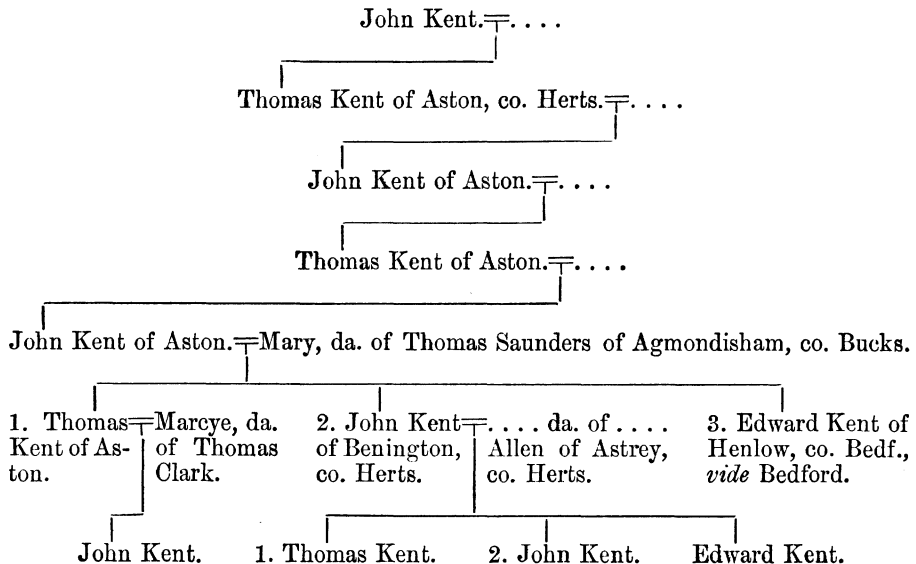 John Kent. . . . .
Thomas Kent of Aston, co. Herts. . . . .
John Kent of Aston. . . . .
Thomas Kent of Aston. . . . .
John Kent of Aston. Mary, da. of Thomas Saunders of Agmondisham, co. Bucks.
1. Thomas
Kent of As-
ton.
Marcye, da.
of Thomas
Clark.
2. John Kent
of Benington,
co. Herts.
. . . . da. of . . . .
Allen of Astrey,
co. Herts.
3. Edward Kent of
Henlow, co. Bedf.,
vide Bedford.
John Kent.
1. Thomas Kent.
2. John Kent.
Edward Kent.